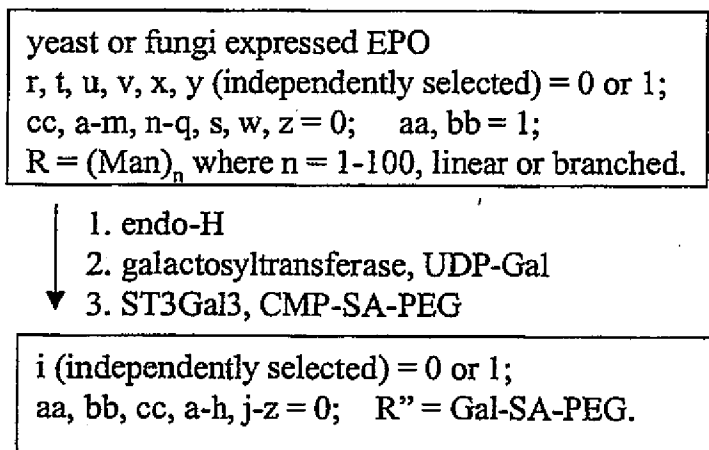 yeast or fungi expressed EPO
r, t, u, v, x, y (independently selected) = 0 or 1;
cc, a-m, n-q, s, w, z = 0; aa, bb = 1;
R = (Man)n where n = 1-100, linear or branched.
1. endo-H
2. galactosyltransferase, UDP-Gal
3. ST3Gal3, CMP-SA-PEG
i (independently selected) = 0 or 1;
aa, bb, cc, a-h, j-z = 0; R” = Gal-SA-PEG.